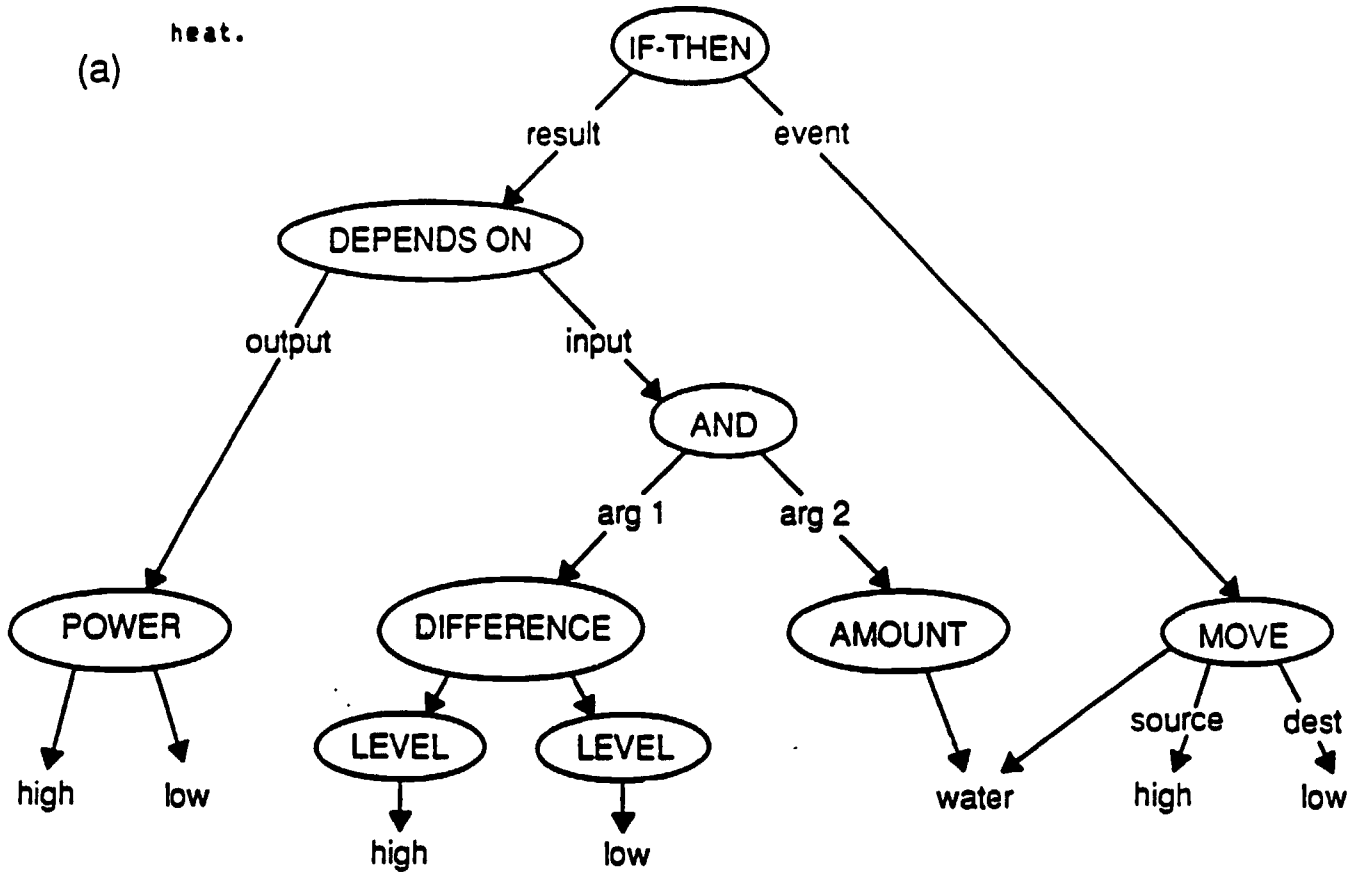 heat.
(a)
IF-THEN
result event
DEPENDS ON
output input
AND
arg 1 arg 2
POWER DIFFERENCE AMOUNT MOVE
source dest
LEVEL LEVEL
high low water high low
high low